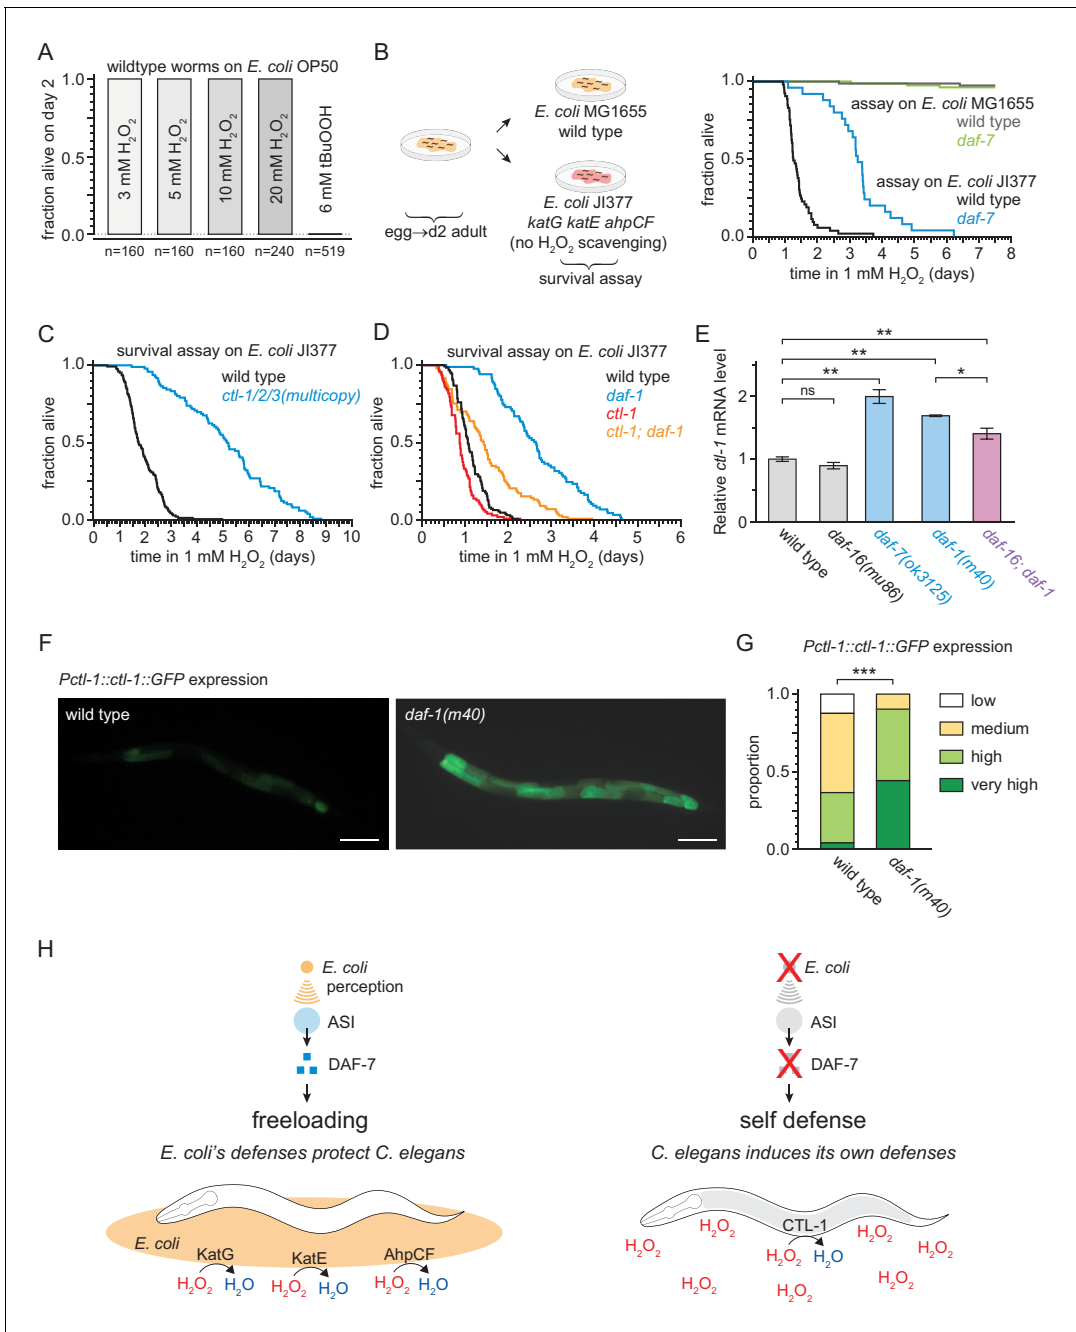 A
wildtype worms on E. coli OP50
fraction alive on day 2
1.0
0.5
0.0
3 mM H2O2
5 mM H2O2
10 mM H2O2
20 mM H2O2
6 mM tBuOOH
n=160
n=160
n=160
n=240
n=519
B
E. coli MG1655
wild type
E. coli JI377
katG katE ahpCF
(no H2O2 scavenging)
egg→d2 adult
survival assay
fraction alive
1.0
0.5
0.0
assay on E. coli MG1655
wild type
daf-7
assay on E. coli JI377
wild type
daf-7
0 1 2 3 4 5 6 7 8
time in 1 mM H2O2 (days)
C
survival assay on E. coli JI377
wild type
ctl-1/2/3(multicopy)
fraction alive
1.0
0.5
0.0
0 1 2 3 4 5 6 7 8 9 10
time in 1 mM H2O2 (days)
D
survival assay on E. coli JI377
wild type
daf-1
ctl-1
ctl-1; daf-1
fraction alive
1.0
0.5
0.0
0 1 2 3 4 5 6
time in 1 mM H2O2 (days)
E
Relative ctl-1 mRNA level
2
1
0
**
**
**
*
ns
wild type
daf-16(mu86)
daf-7(ok3125)
daf-1(m40)
daf-16; daf-1
F
Pctl-1::ctl-1::GFP expression
wild type
daf-1(m40)
G
Pctl-1::ctl-1::GFP expression
***
proportion
1.0
0.5
0.0
low
medium
high
very high
wild type
daf-1(m40)
H
E. coli
perception
ASI
DAF-7
freeloading
E. coli's defenses protect C. elegans
E. coli
KatG
H2O2 H2O
KatE
H2O2 H2O
AhpCF
H2O2 H2O
E. coli
ASI
DAF-7
self defense
C. elegans induces its own defenses
CTL-1
H2O2 H2O
H2O2
H2O2
H2O2
H2O2
H2O2
H2O2
H2O2